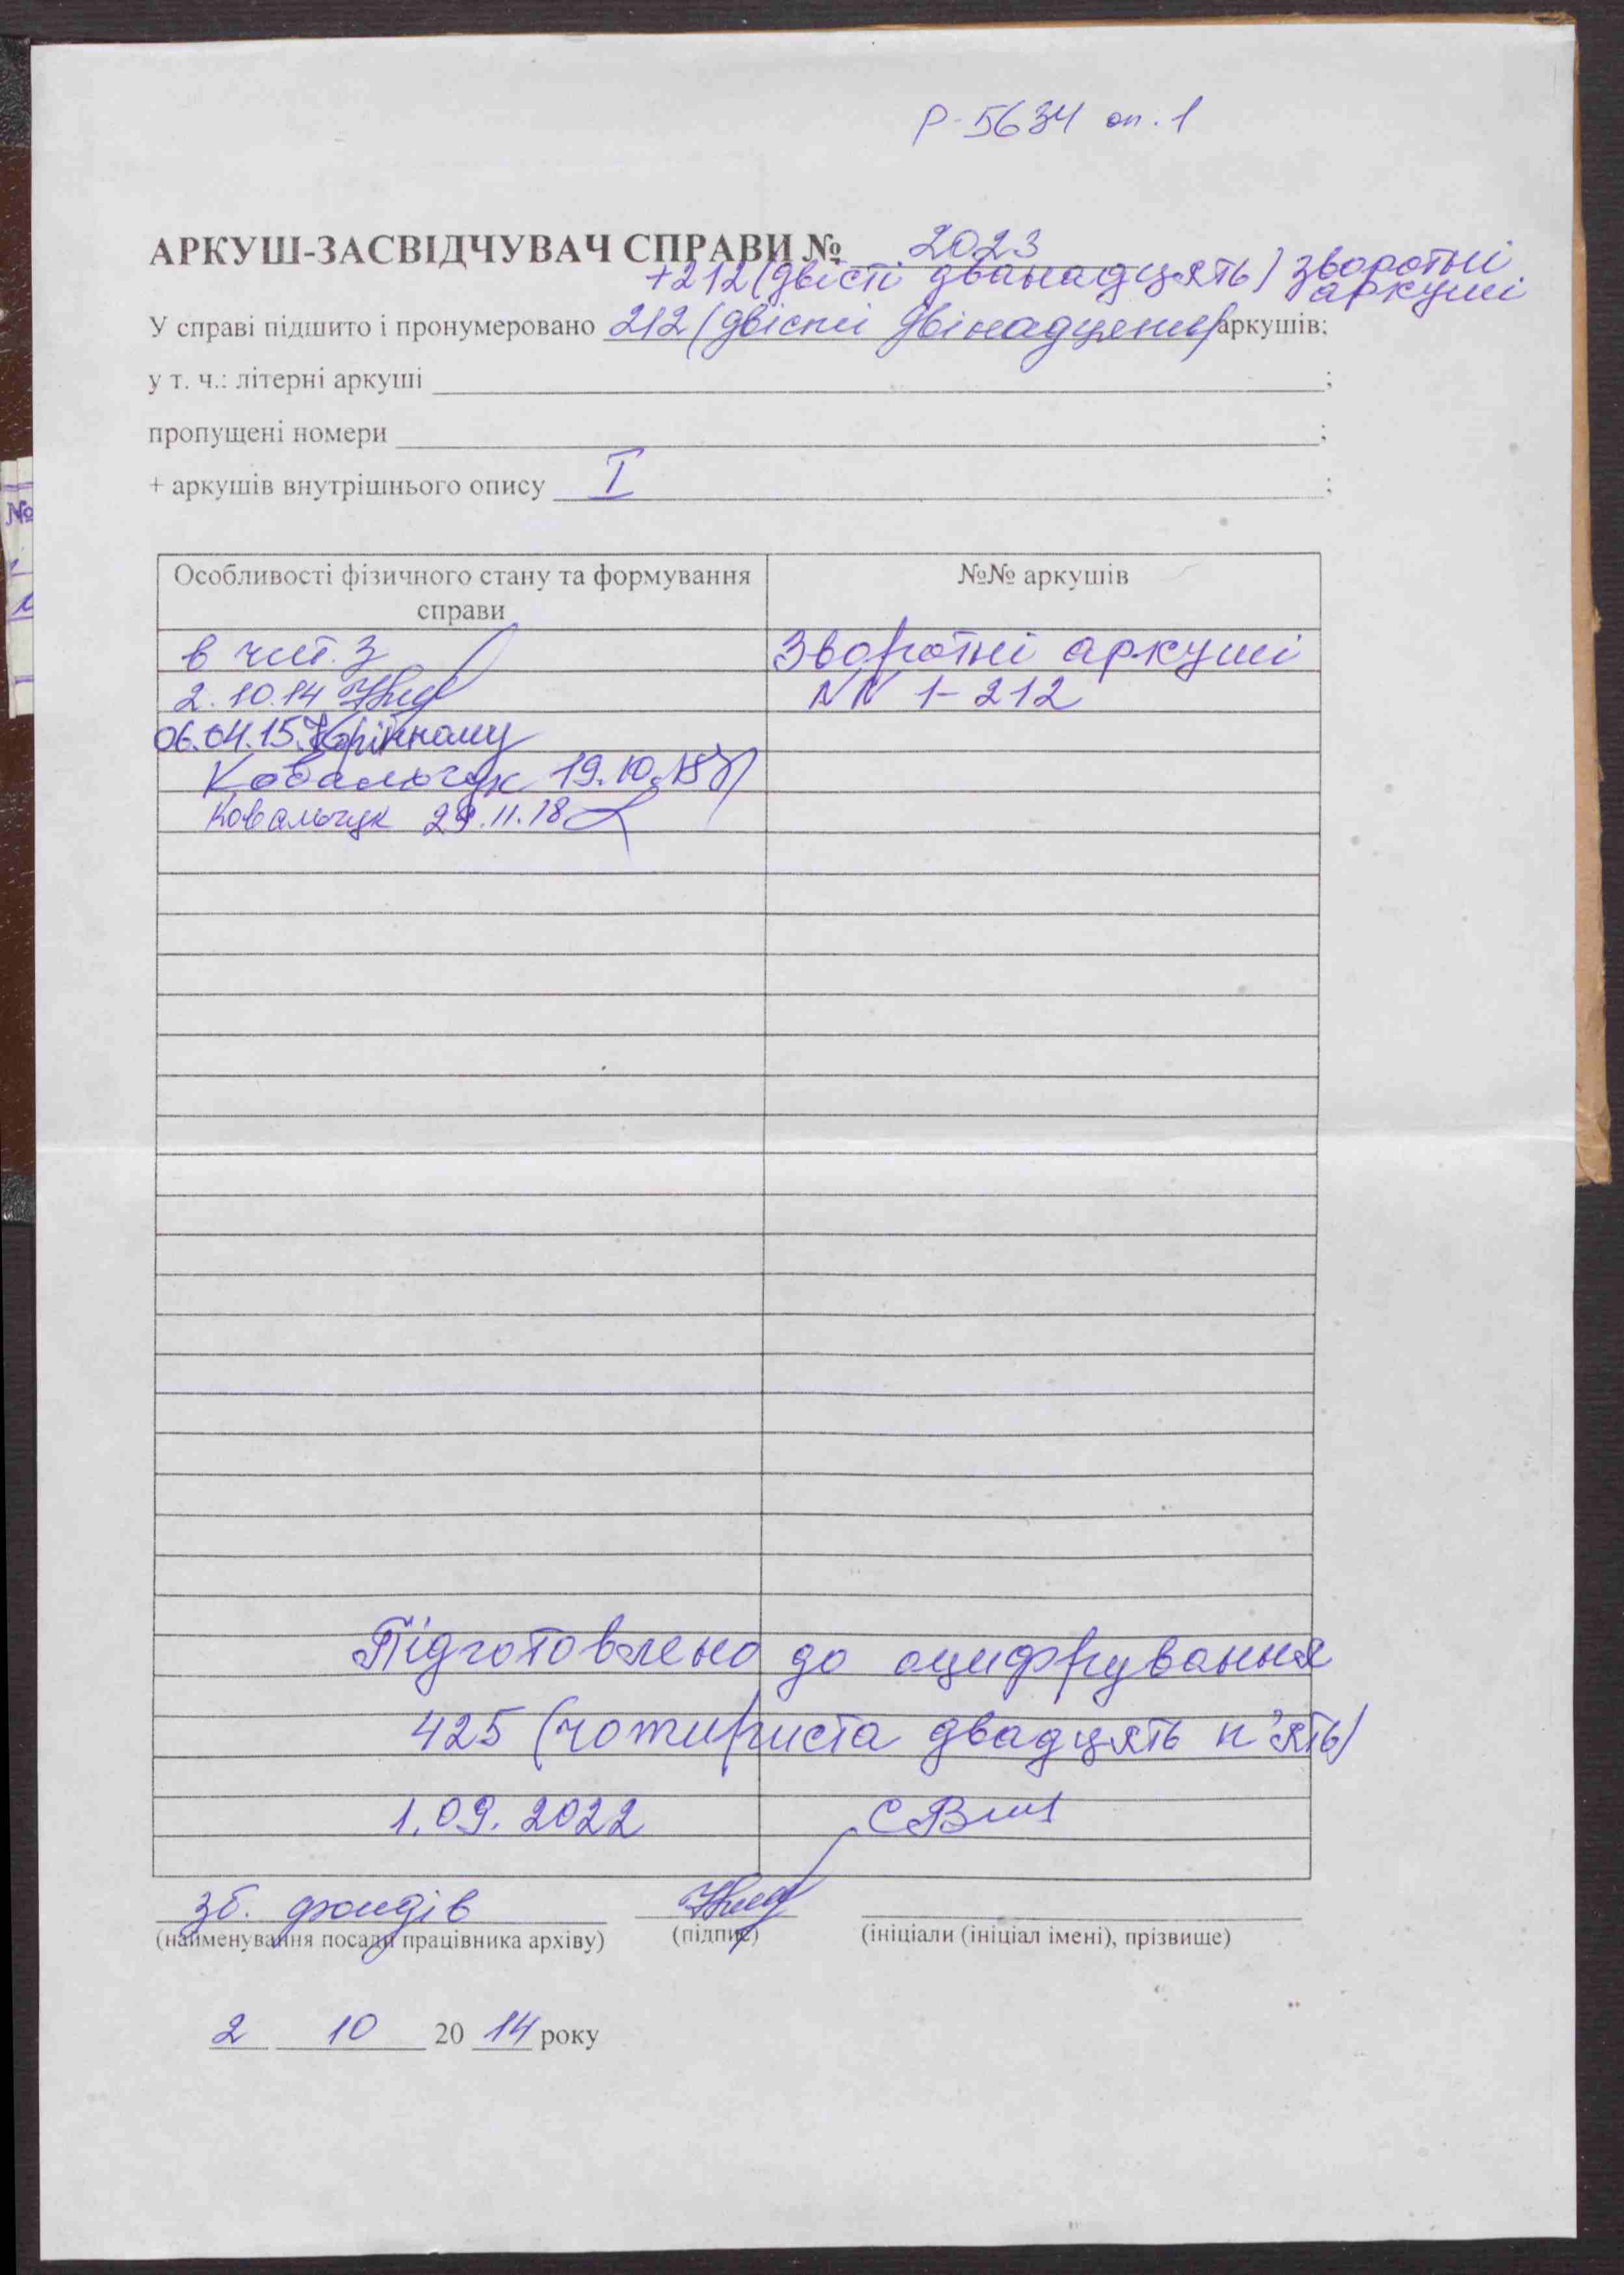 Р-5634 оп. 1
АРКУШ-ЗАСВІДЧУВАЧ СПРАВИ № 2023
+212 (двісті дванадцять) зворотні аркуші
У справі підшито і пронумеровано 212 (двісті двінадцять) аркушів;
у т. ч.: літерні аркуші ;
пропущені номери ;
+ аркушів внутрішнього опису I ;
Особливості фізичного стану та формування справи
№№ аркушів
в чит. з
Зворотні аркуші
2.10.14
NN 1-212
06.04.15.
Ковальчук 19.10.18
Ковальчук 29.11.18
Підготовлено до оцифрування
425 (чотириста двадцять п'ять)
1.09.2022
зб. фондів
(найменування посади працівника архіву) (підпис) (ініціали (ініціал імені), прізвище)
2 10 20 14 року
№